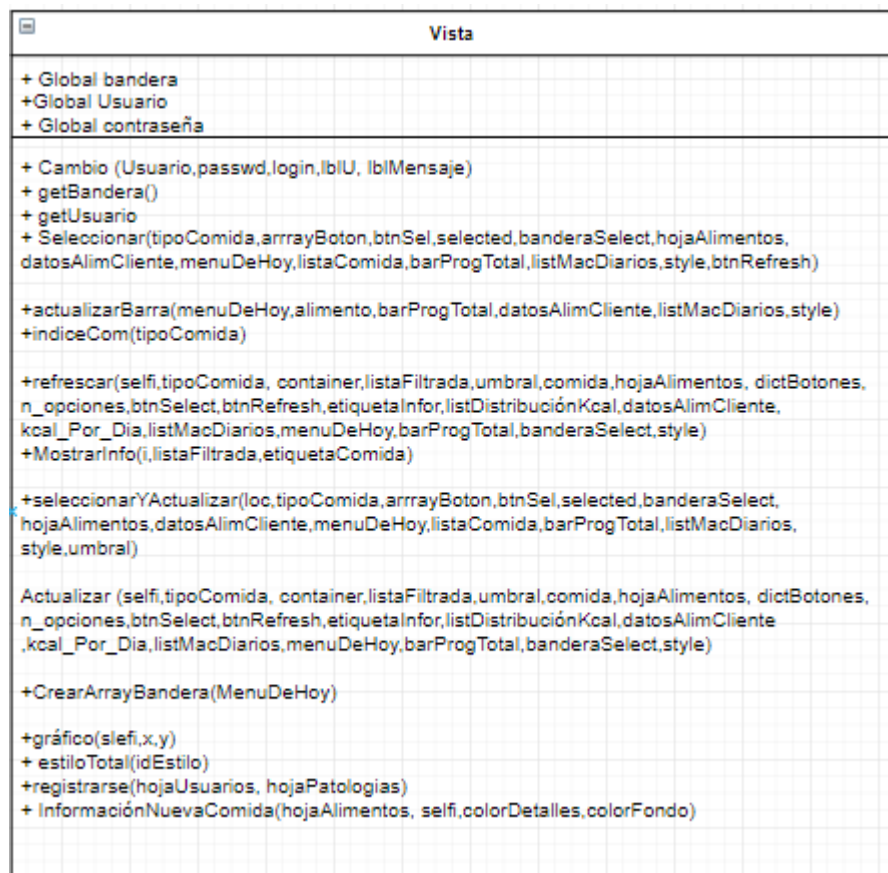 Vista
+ Global bandera
+Global Usuario
+ Global contraseña
+ Cambio (Usuario,passwd,login,lblU, lblMensaje)
+ getBandera()
+ getUsuario
+ Seleccionar(tipoComida,arrrayBoton,btnSel,selected,banderaSelect,hojaAlimentos,
datosAlimCliente,menuDeHoy,listaComida,barProgTotal,listMacDiarios,style,btnRefresh)
+actualizarBarra(menuDeHoy,alimento,barProgTotal,datosAlimCliente,listMacDiarios,style)
+indiceCom(tipoComida)
+refrescar(selfi,tipoComida, container,listaFiltrada,umbral,comida,hojaAlimentos, dictBotones,
n_opciones,btnSelect,btnRefresh,etiquetaInfor,listDistribuciónKcal,datosAlimCliente,
kcal_Por_Dia,listMacDiarios,menuDeHoy,barProgTotal,banderaSelect,style)
+MostrarInfo(i,listaFiltrada,etiquetaComida)
+seleccionarYActualizar(loc,tipoComida,arrrayBoton,btnSel,selected,banderaSelect,
hojaAlimentos,datosAlimCliente,menuDeHoy,listaComida,barProgTotal,listMacDiarios,
style,umbral)
Actualizar (selfi,tipoComida, container,listaFiltrada,umbral,comida,hojaAlimentos, dictBotones,
n_opciones,btnSelect,btnRefresh,etiquetaInfor,listDistribuciónKcal,datosAlimCliente
,kcal_Por_Dia,listMacDiarios,menuDeHoy,barProgTotal,banderaSelect,style)
+CrearArrayBandera(MenuDeHoy)
+gráfico(slefi,x,y)
+ estiloTotal(idEstilo)
+registrarse(hojaUsuarios, hojaPatologias)
+ InformaciónNuevaComida(hojaAlimentos, selfi,colorDetalles,colorFondo)